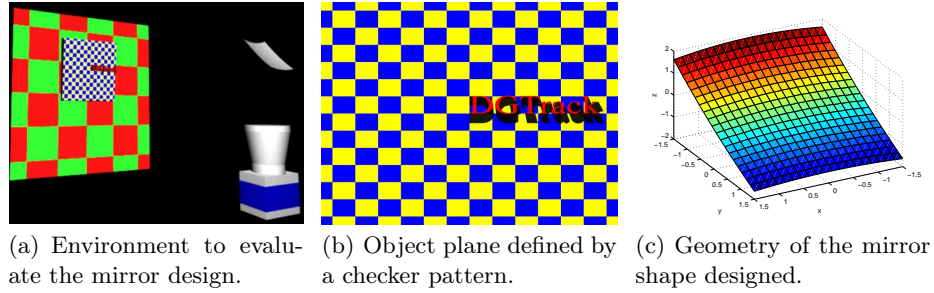 DGTrack
2
1
0
−1
−2
z
−1.5
−1
−0.5
0
0.5
1
1.5
y
1.5
1
0.5
0
−0.5
−1
−1.5
x
(a) Environment to evalu-
ate the mirror design.
(b) Object plane defined by
a checker pattern.
(c) Geometry of the mirror
shape designed.